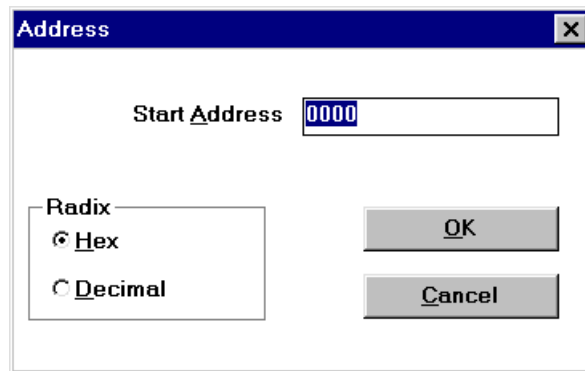 Address
Start Address 0000
Radix
Hex
OK
Decimal
Cancel